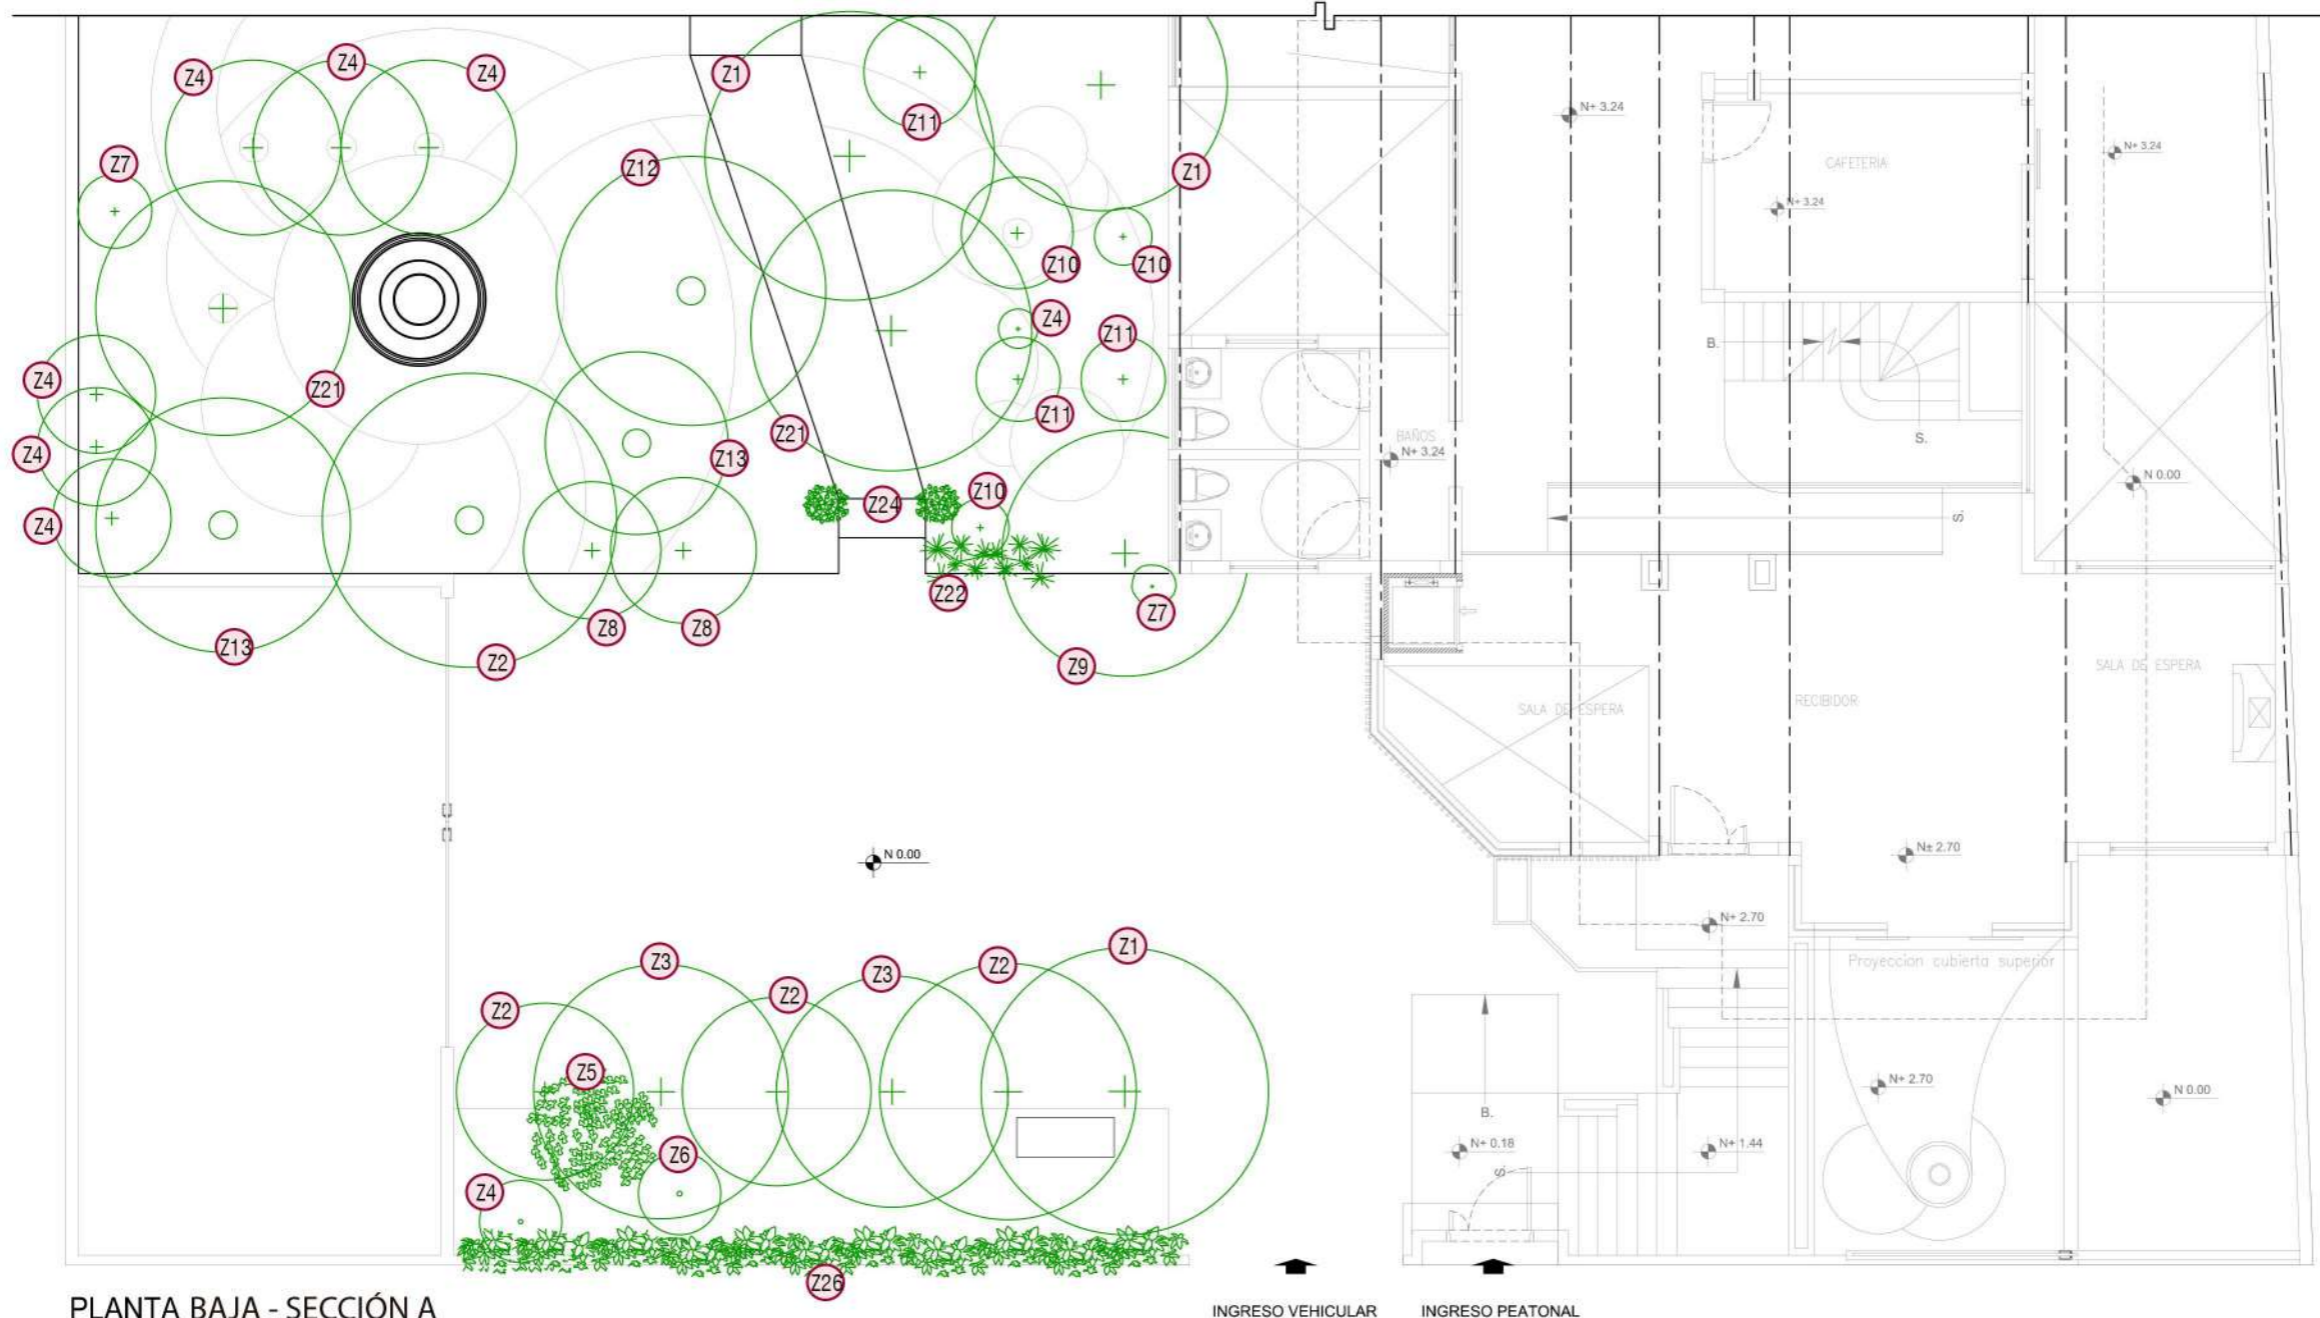 Z4
Z4
Z4
Z1
Z11
N+ 3.24
N+ 3.24
CAFETERIA
Z7
Z12
Z1
N+ 3.24
Z10
Z10
Z4
Z11
B.
Z4
Z21
Z11
Z21
BAÑOS
N+ 3.24
S.
Z4
Z13
N 0.00
Z10
Z24
S.
Z4
Z22
Z7
Z8
Z8
Z13
Z2
Z9
SALA DE ESPERA
RECIBIDOR
SALA DE ESPERA
N 0.00
N± 2.70
N+ 2.70
Z3
Z3
Z2
Z1
Proyeccion cubierta superior
Z2
Z2
Z5
N+ 2.70
N 0.00
B.
Z6
N+ 0.18
N+ 1.44
S.
Z4
Z26
PLANTA BAJA - SECCIÓN A
INGRESO VEHICULAR
INGRESO PEATONAL